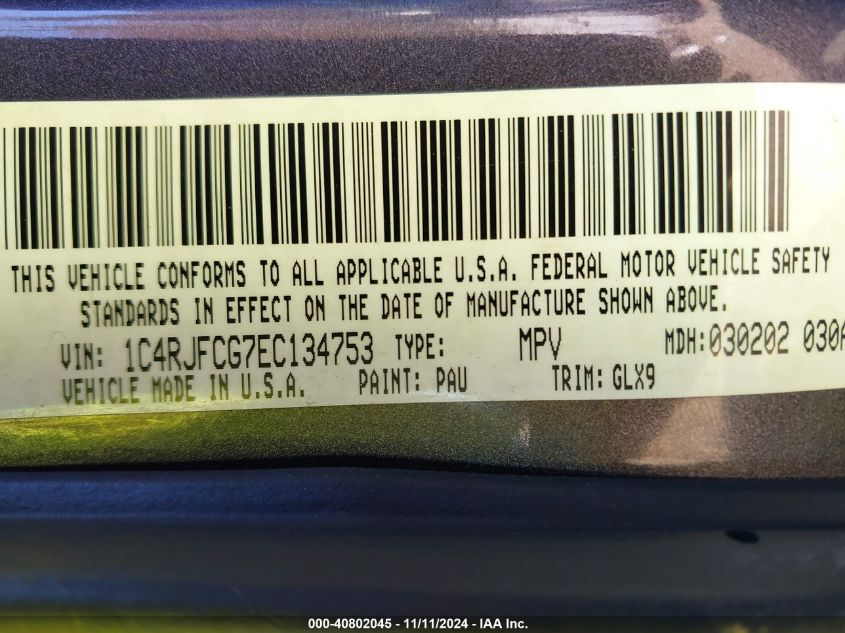 THIS VEHICLE CONFORMS TO ALL APPLICABLE U.S.A. FEDERAL MOTOR VEHICLE SAFETY
STANDARDS IN EFFECT ON THE DATE OF MANUFACTURE SHOWN ABOVE.
VIN: 1C4RJFCG7EC134753 TYPE: MPV MDH: 030202 030A
VEHICLE MADE IN U.S.A. PAINT: PAU TRIM: GLX9
000-40802045 - 11/11/2024 - IAA Inc.